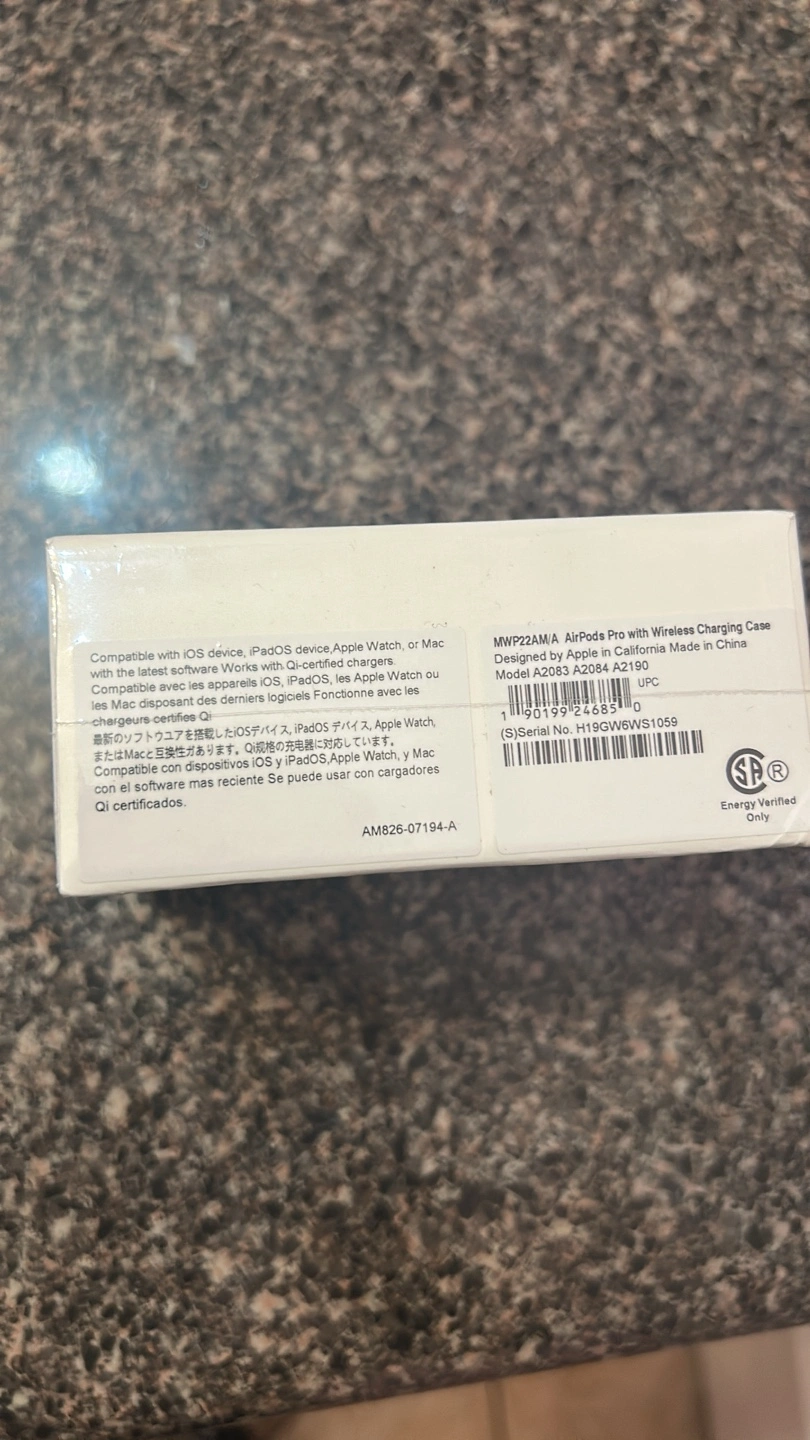 Compatible with iOS device, iPadOS device,Apple Watch, or Mac
with the latest software Works with Qi-certified chargers
Compatible avec les appareils iOS, iPadOS, les Apple Watch ou
les Mac disposant des derniers logiciels Fonctionne avec les
chargeurs certifies Qi
最新のソフトウユアを搭載したiOSデバイス, iPadOS デバイス, Apple Watch,
またはMacと互換性があります。Qi规格の充電器に対応しています。
Compatible con dispositivos iOS y iPadOS,Apple Watch, y Mac
con el software mas reciente Se puede usar con cargadores
Qi certificados.
AM826-07194-A
MWP22AM/A AirPods Pro with Wireless Charging Case
Designed by Apple in California Made in China
Model A2083 A2084 A2190
UPC
1 90199 24685 0
(S)Serial No. H19GW6WS1059
SA ®
Energy Verified
Only